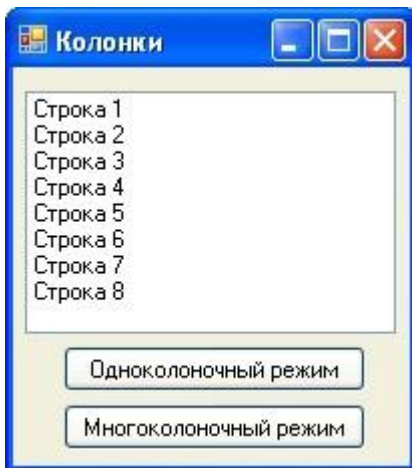 Колонки
Строка 1
Строка 2
Строка 3
Строка 4
Строка 5
Строка 6
Строка 7
Строка 8
Одноколоночный режим
Многоколоночный режим